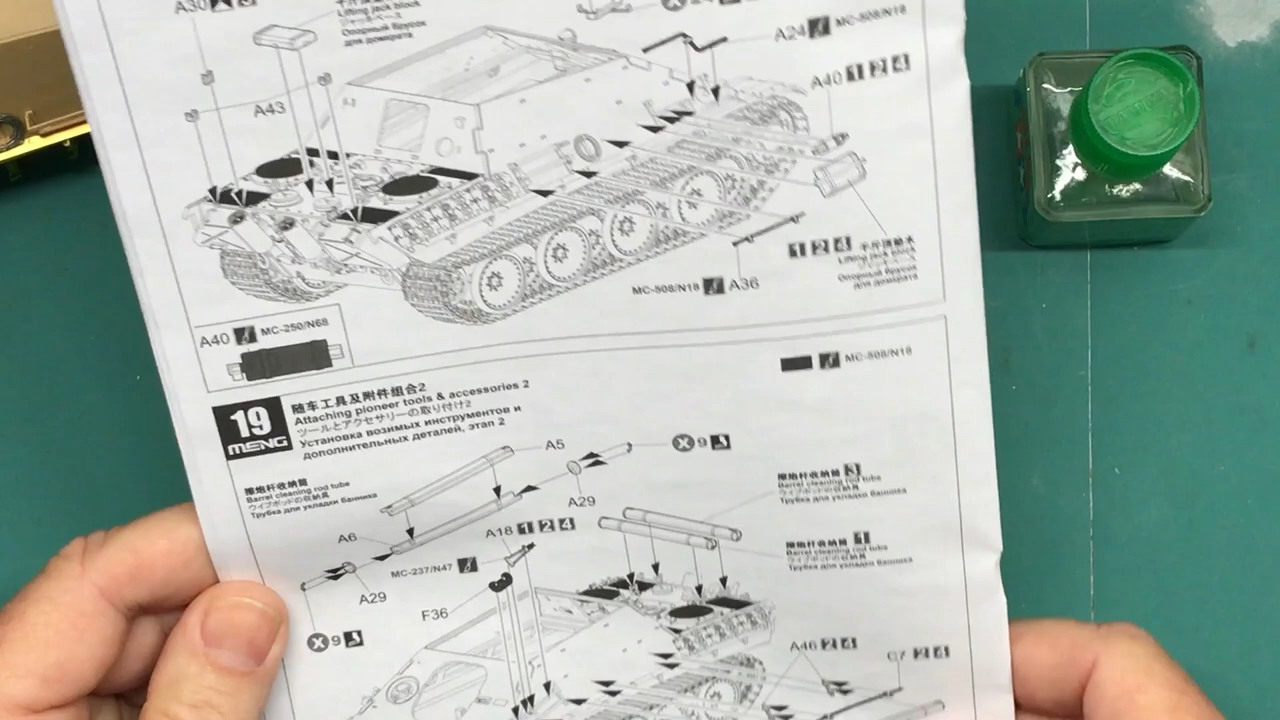 A30
Lifting jack block
Опорный брусок
для домкрата
A43
A24 MC-508/N18
A40 1 2 4
1 2 4
Lifting jack block
Опорный брусок
для домкрата
MC-508/N18 A36
A40 MC-250/N68
MC-508/N18
19
MENG
随车工具及附件组合2
Attaching pioneer tools & accessories 2
ツールとアクセサリーの取り付け2
Установка возимых инструментов и
дополнительных деталей, этап 2
擦炮杆收纳筒
Barrel cleaning rod tube
Трубка для укладки банника
A5
X 9
A29
擦炮杆收纳筒 3
Barrel cleaning rod tube
Трубка для укладки банника
A6
A18 1 2 4
擦炮杆收纳筒 1
Barrel cleaning rod tube
Трубка для укладки банника
MC-237/N47
A29
F36
X 9
A46 2 4
C7 2 4